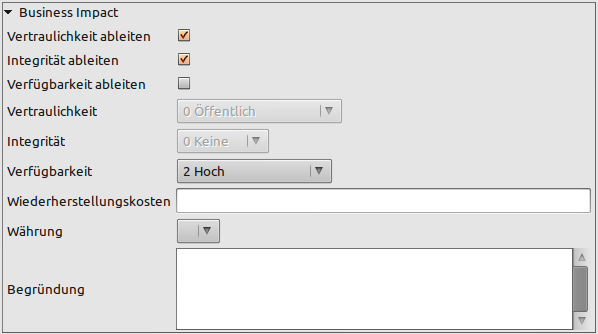 Business Impact
Vertraulichkeit ableiten
Integrität ableiten
Verfügbarkeit ableiten
Vertraulichkeit 0 Öffentlich
Integrität 0 Keine
Verfügbarkeit 2 Hoch
Wiederherstellungskosten
Währung
Begründung